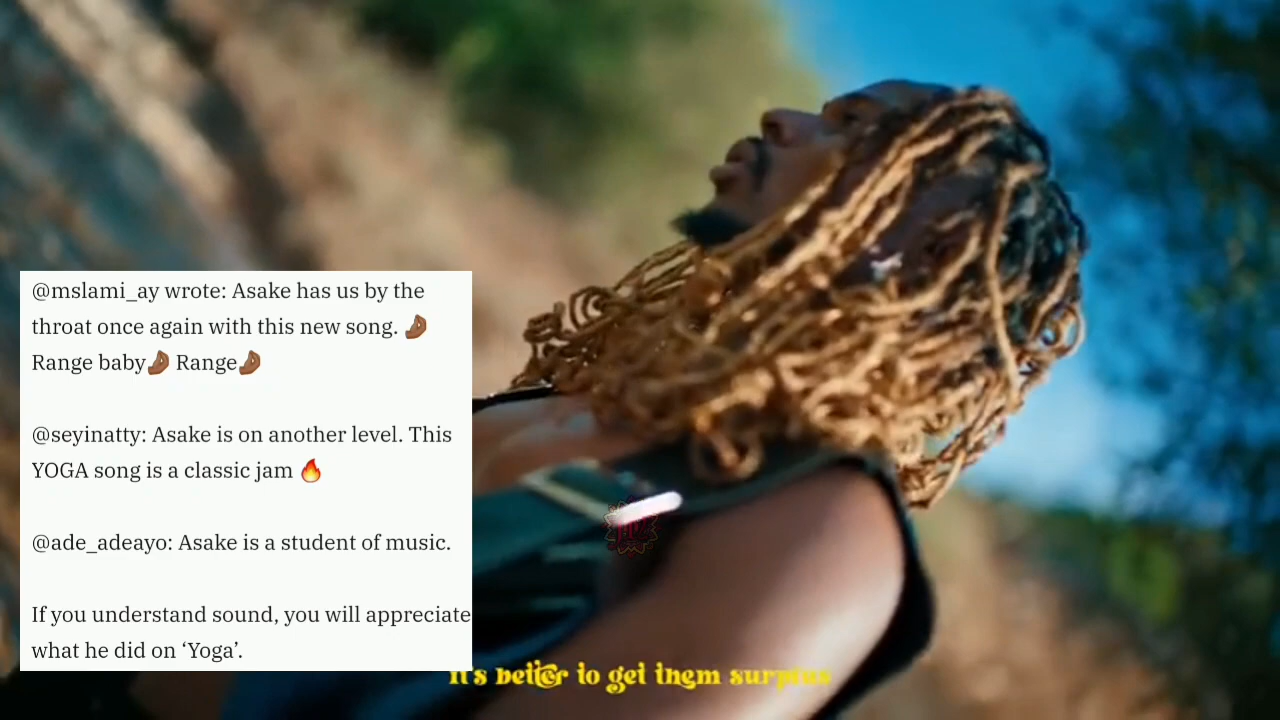 @mslami_ay wrote: Asake has us by the
throat once again with this new song. 🤌🏾
Range baby🤌🏾 Range🤌🏾
@seyinatty: Asake is on another level. This
YOGA song is a classic jam 🔥
@ade_adeayo: Asake is a student of music.
If you understand sound, you will appreciate
what he did on ‘Yoga’.
It's better to get them surplus